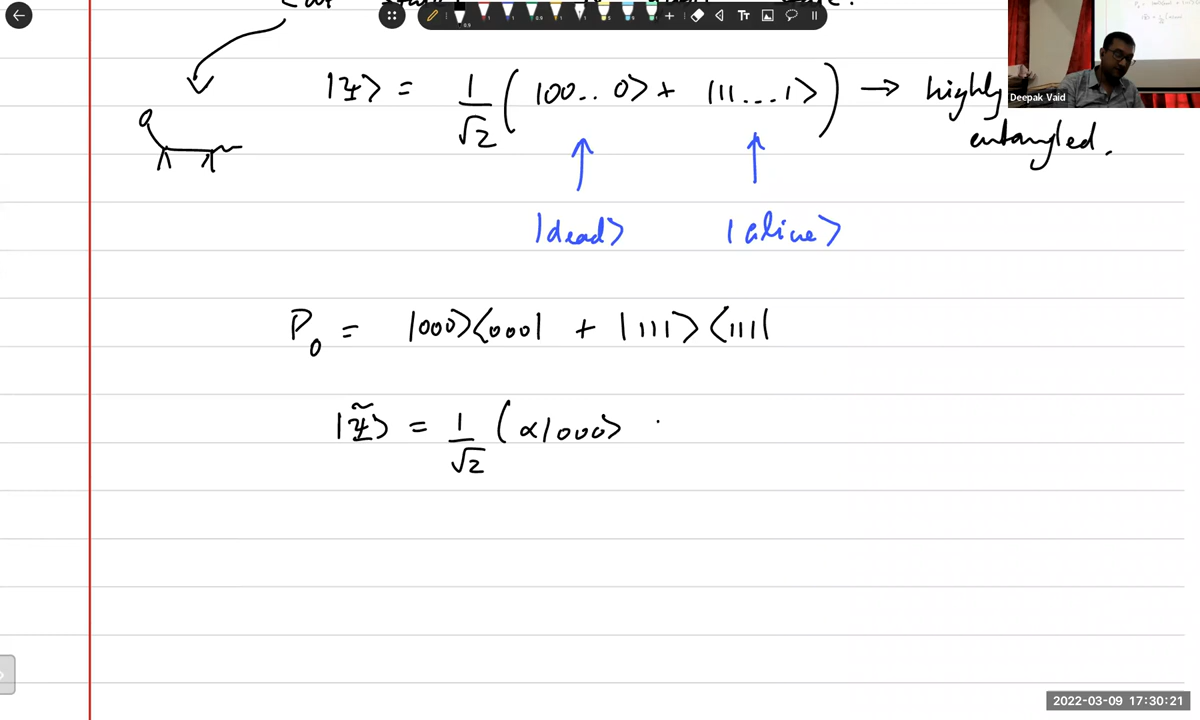 |Ψ> = 1/√2 ( |00.. 0> + |11...1> ) → highly
entangled.
Deepak Vaid
|dead> |alive>
P₀ = |000><000| + |111><111|
|Ψ̃> = 1/√2 ( α|000>
2022-03-09 17:30:21